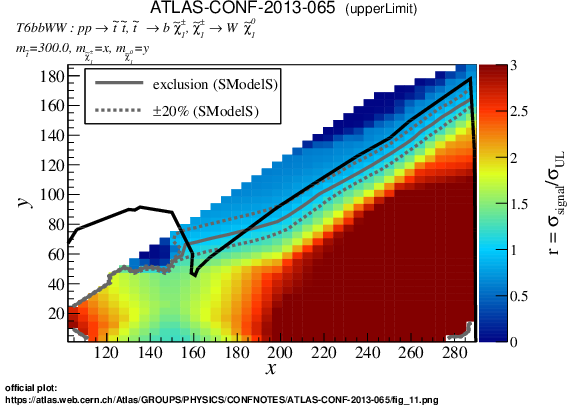 ATLAS-CONF-2013-065 (upperLimit)
T6bbWW : pp → t̃ t̃, t̃ → b χ̃₁±, χ̃₁± → W χ̃₁⁰
m_t̃=300.0, m_χ̃₁±=x, m_χ̃₁⁰=y
exclusion (SModelS)
±20% (SModelS)
180
160
140
120
100
80
60
40
20
y
120 140 160 180 200 220 240 260 280
x
3
2.5
2
1.5
1
0.5
0
r = σ_signal/σ_UL
official plot:
https://atlas.web.cern.ch/Atlas/GROUPS/PHYSICS/CONFNOTES/ATLAS-CONF-2013-065/fig_11.png